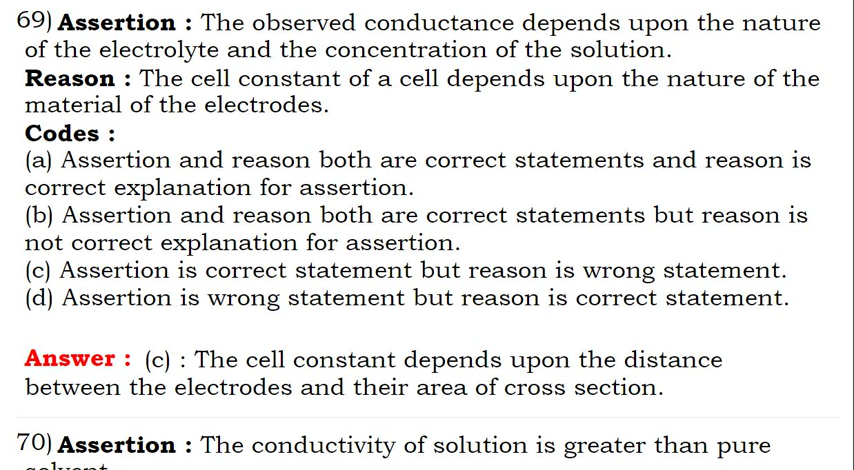 69) Assertion : The observed conductance depends upon the nature
of the electrolyte and the concentration of the solution.
Reason : The cell constant of a cell depends upon the nature of the
material of the electrodes.
Codes :
(a) Assertion and reason both are correct statements and reason is
correct explanation for assertion.
(b) Assertion and reason both are correct statements but reason is
not correct explanation for assertion.
(c) Assertion is correct statement but reason is wrong statement.
(d) Assertion is wrong statement but reason is correct statement.
Answer : (c) : The cell constant depends upon the distance
between the electrodes and their area of cross section.
70) Assertion : The conductivity of solution is greater than pure